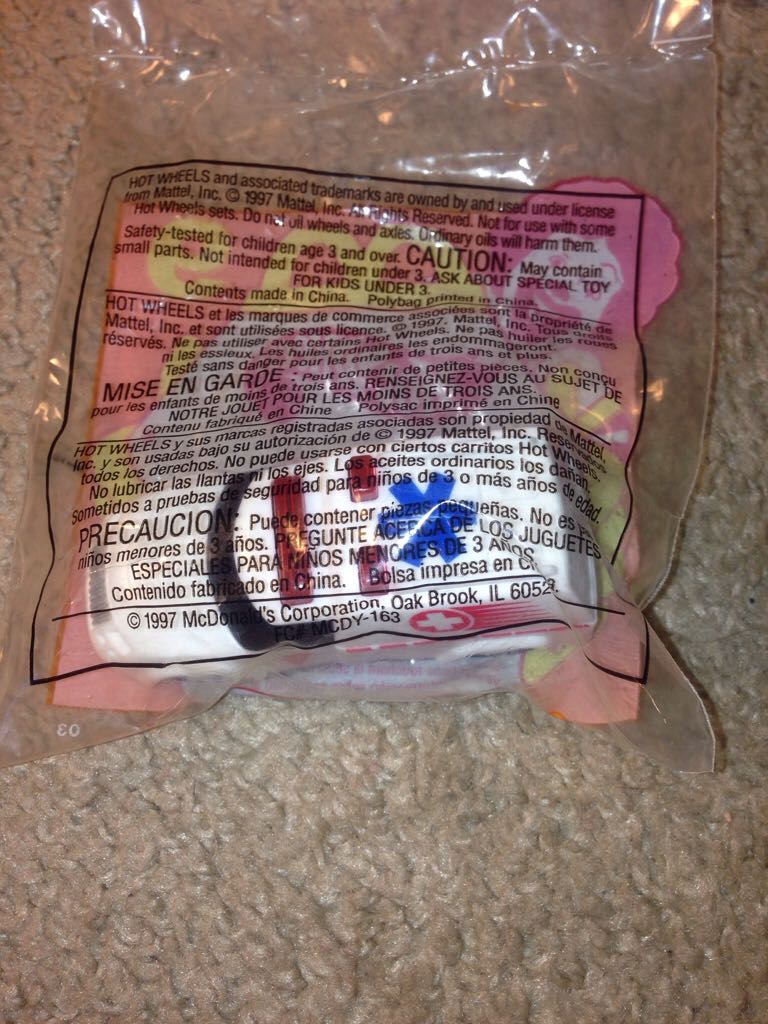 HOT WHEELS and associated trademarks are owned by and used under license
from Mattel, Inc. © 1997 Mattel, Inc. All Rights Reserved. Not for use with some
Hot Wheels sets. Do not oil wheels and axles. Ordinary oils will harm them.
Safety-tested for children age 3 and over. CAUTION: May contain
small parts. Not intended for children under 3. ASK ABOUT SPECIAL TOY
FOR KIDS UNDER 3.
Contents made in China. Polybag printed in China.
HOT WHEELS et les marques de commerce associées sont la propriété de
Mattel, Inc. et sont utilisées sous licence. © 1997, Mattel, Inc. Tous droits
réservés. Ne pas utiliser avec certains Hot Wheels. Ne pas huiler les roues
ni les essieux. Les huiles ordinaires les endommageront.
Testé sans danger pour les enfants de trois ans et plus.
MISE EN GARDE : Peut contenir de petites pièces. Non conçu
pour les enfants de moins de trois ans. RENSEIGNEZ-VOUS AU SUJET DE
NOTRE JOUET POUR LES MOINS DE TROIS ANS.
Contenu fabriqué en Chine Polysac imprimé en Chine
HOT WHEELS y sus marcas registradas asociadas son propiedad de Mattel,
Inc. y son usadas bajo su autorización de © 1997 Mattel, Inc. Reservados
todos los derechos. No puede usarse con ciertos carritos Hot Wheels.
No lubricar las llantas ni los ejes. Los aceites ordinarios los dañan.
Sometidos a pruebas de seguridad para niños de 3 o más años de edad.
PRECAUCION: Puede contener piezas pequeñas. No es
niños menores de 3 años. PREGUNTE ACERCA DE LOS JUGUETES
ESPECIALES PARA NIÑOS MENORES DE 3 AÑOS.
Contenido fabricado en China. Bolsa impresa en
© 1997 McDonald's Corporation, Oak Brook, IL
FC# MCDY-163